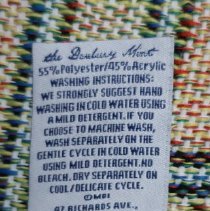 the Danbury Mint
55% Polyester/45% Acrylic
WASHING INSTRUCTIONS:
WE STRONGLY SUGGEST HAND
WASHING IN COLD WATER USING
A MILD DETERGENT. IF YOU
CHOOSE TO MACHINE WASH,
WASH SEPARATELY ON THE
GENTLE CYCLE IN COLD WATER
USING MILD DETERGENT. NO
BLEACH. DRY SEPARATELY ON
COOL/DELICATE CYCLE.
©MBI
47 RICHARDS AVE.,